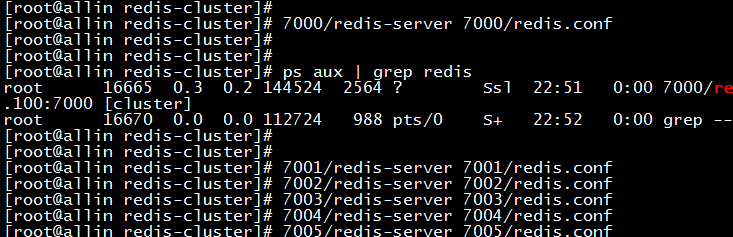 [root@allin redis-cluster]#
[root@allin redis-cluster]# 7000/redis-server 7000/redis.conf
[root@allin redis-cluster]#
[root@allin redis-cluster]#
[root@allin redis-cluster]# ps aux | grep redis
root     16665  0.3  0.2 144524  2564 ?        Ssl  22:51   0:00 7000/re
.100:7000 [cluster]
root     16670  0.0  0.0 112724   988 pts/0    S+   22:52   0:00 grep --
[root@allin redis-cluster]#
[root@allin redis-cluster]#
[root@allin redis-cluster]# 7001/redis-server 7001/redis.conf
[root@allin redis-cluster]# 7002/redis-server 7002/redis.conf
[root@allin redis-cluster]# 7003/redis-server 7003/redis.conf
[root@allin redis-cluster]# 7004/redis-server 7004/redis.conf
[root@allin redis-cluster]# 7005/redis-server 7005/redis.conf